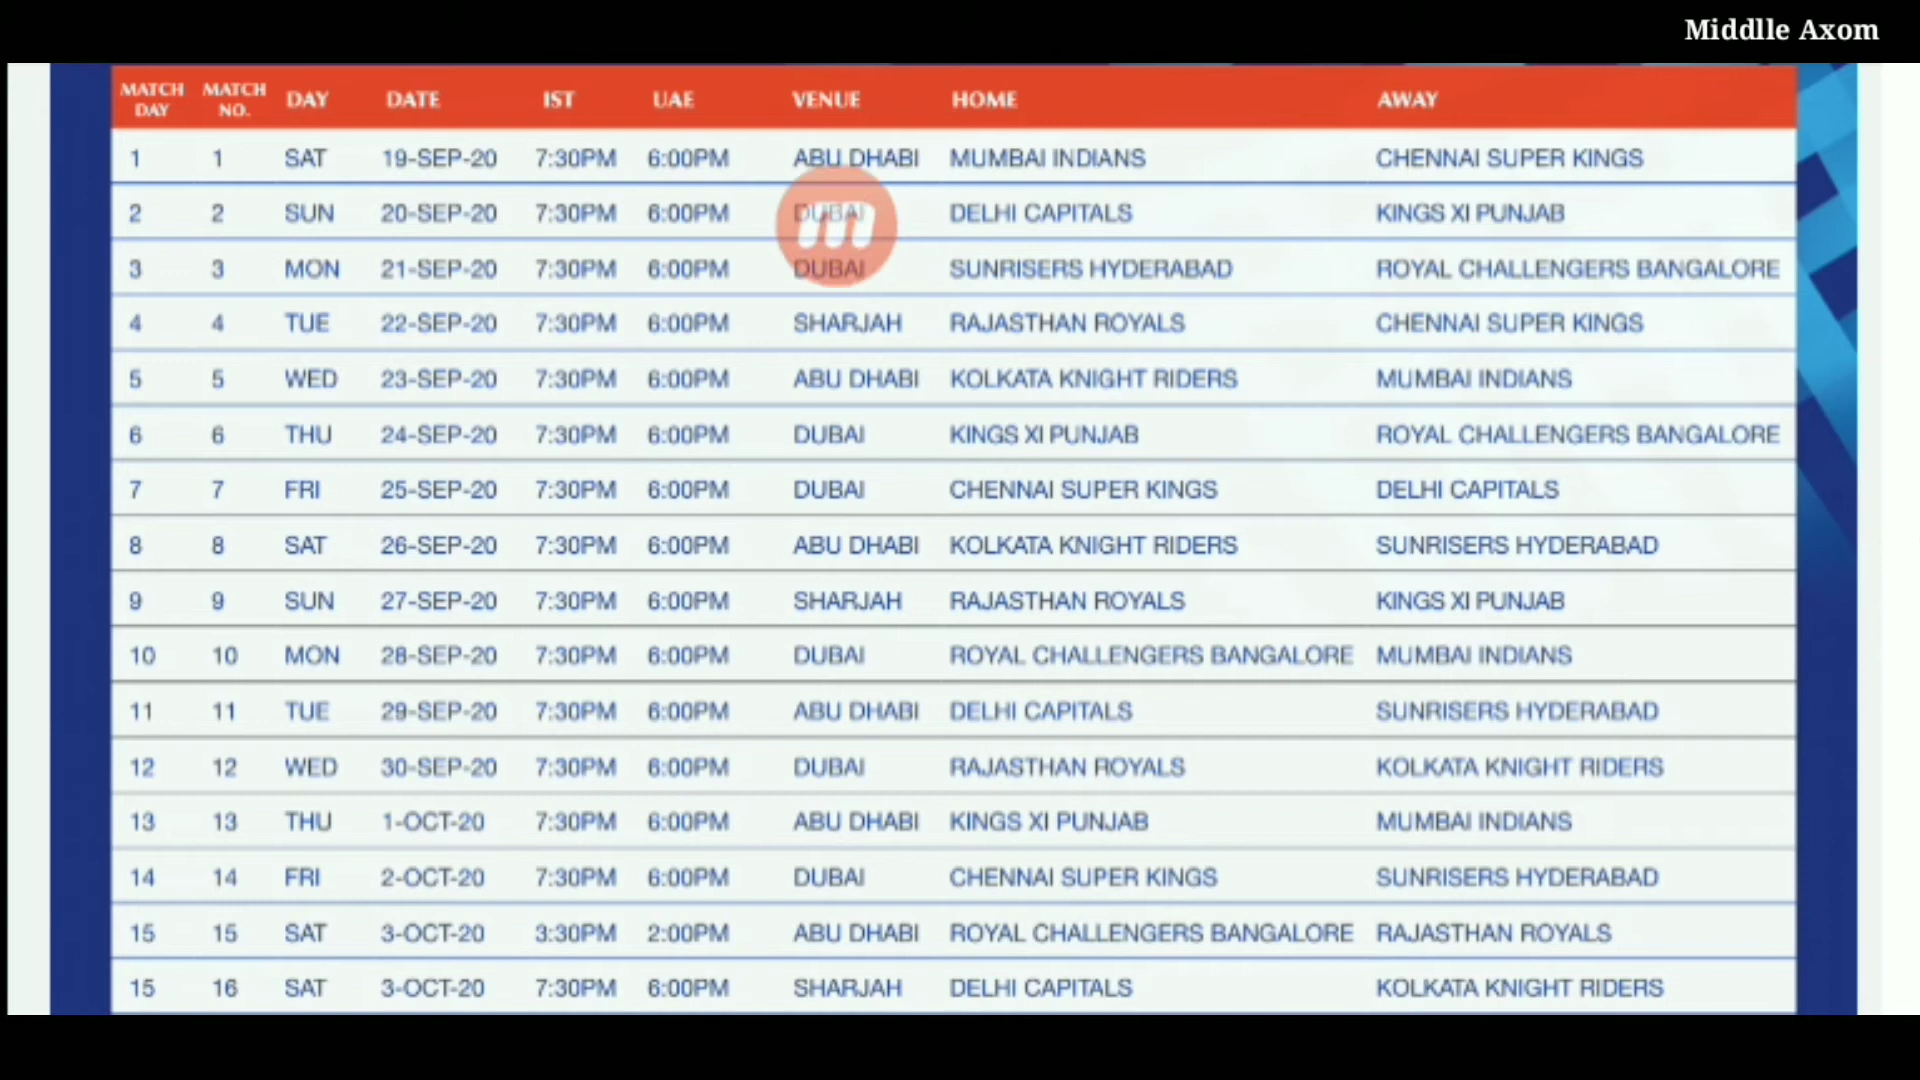 Middlle Axom
MATCH DAY MATCH NO. DAY DATE IST UAE VENUE HOME AWAY
1 1 SAT 19-SEP-20 7:30PM 6:00PM ABU DHABI MUMBAI INDIANS CHENNAI SUPER KINGS
2 2 SUN 20-SEP-20 7:30PM 6:00PM DUBAI DELHI CAPITALS KINGS XI PUNJAB
3 3 MON 21-SEP-20 7:30PM 6:00PM DUBAI SUNRISERS HYDERABAD ROYAL CHALLENGERS BANGALORE
4 4 TUE 22-SEP-20 7:30PM 6:00PM SHARJAH RAJASTHAN ROYALS CHENNAI SUPER KINGS
5 5 WED 23-SEP-20 7:30PM 6:00PM ABU DHABI KOLKATA KNIGHT RIDERS MUMBAI INDIANS
6 6 THU 24-SEP-20 7:30PM 6:00PM DUBAI KINGS XI PUNJAB ROYAL CHALLENGERS BANGALORE
7 7 FRI 25-SEP-20 7:30PM 6:00PM DUBAI CHENNAI SUPER KINGS DELHI CAPITALS
8 8 SAT 26-SEP-20 7:30PM 6:00PM ABU DHABI KOLKATA KNIGHT RIDERS SUNRISERS HYDERABAD
9 9 SUN 27-SEP-20 7:30PM 6:00PM SHARJAH RAJASTHAN ROYALS KINGS XI PUNJAB
10 10 MON 28-SEP-20 7:30PM 6:00PM DUBAI ROYAL CHALLENGERS BANGALORE MUMBAI INDIANS
11 11 TUE 29-SEP-20 7:30PM 6:00PM ABU DHABI DELHI CAPITALS SUNRISERS HYDERABAD
12 12 WED 30-SEP-20 7:30PM 6:00PM DUBAI RAJASTHAN ROYALS KOLKATA KNIGHT RIDERS
13 13 THU 1-OCT-20 7:30PM 6:00PM ABU DHABI KINGS XI PUNJAB MUMBAI INDIANS
14 14 FRI 2-OCT-20 7:30PM 6:00PM DUBAI CHENNAI SUPER KINGS SUNRISERS HYDERABAD
15 15 SAT 3-OCT-20 3:30PM 2:00PM ABU DHABI ROYAL CHALLENGERS BANGALORE RAJASTHAN ROYALS
15 16 SAT 3-OCT-20 7:30PM 6:00PM SHARJAH DELHI CAPITALS KOLKATA KNIGHT RIDERS